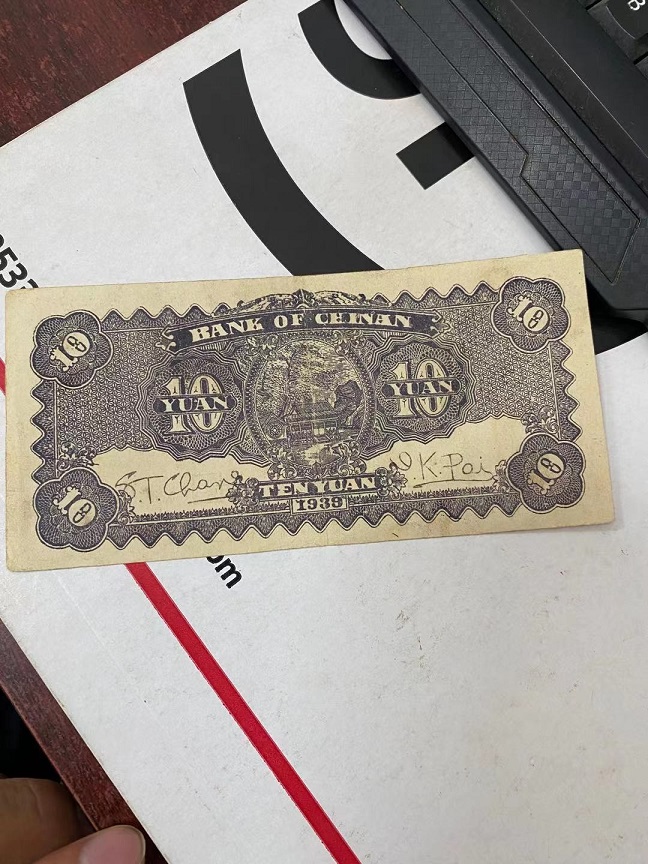 B
BANK OF CHINAN
10 10
10 YUAN 10 YUAN
S.T. Chan I.K. Pai
TEN YUAN
1939
10 10